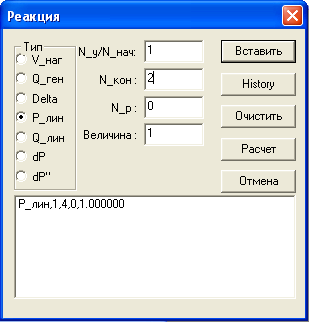 Реакция
Тип
V_наг
Q_ген
Delta
P_лин
Q_лин
dP
dP"
N_у/N_нач: 1
N_кон: 2
N_р: 0
Величина: 1
Вставить
History
Очистить
Расчет
Отмена
P_лин,1,4,0,1.000000